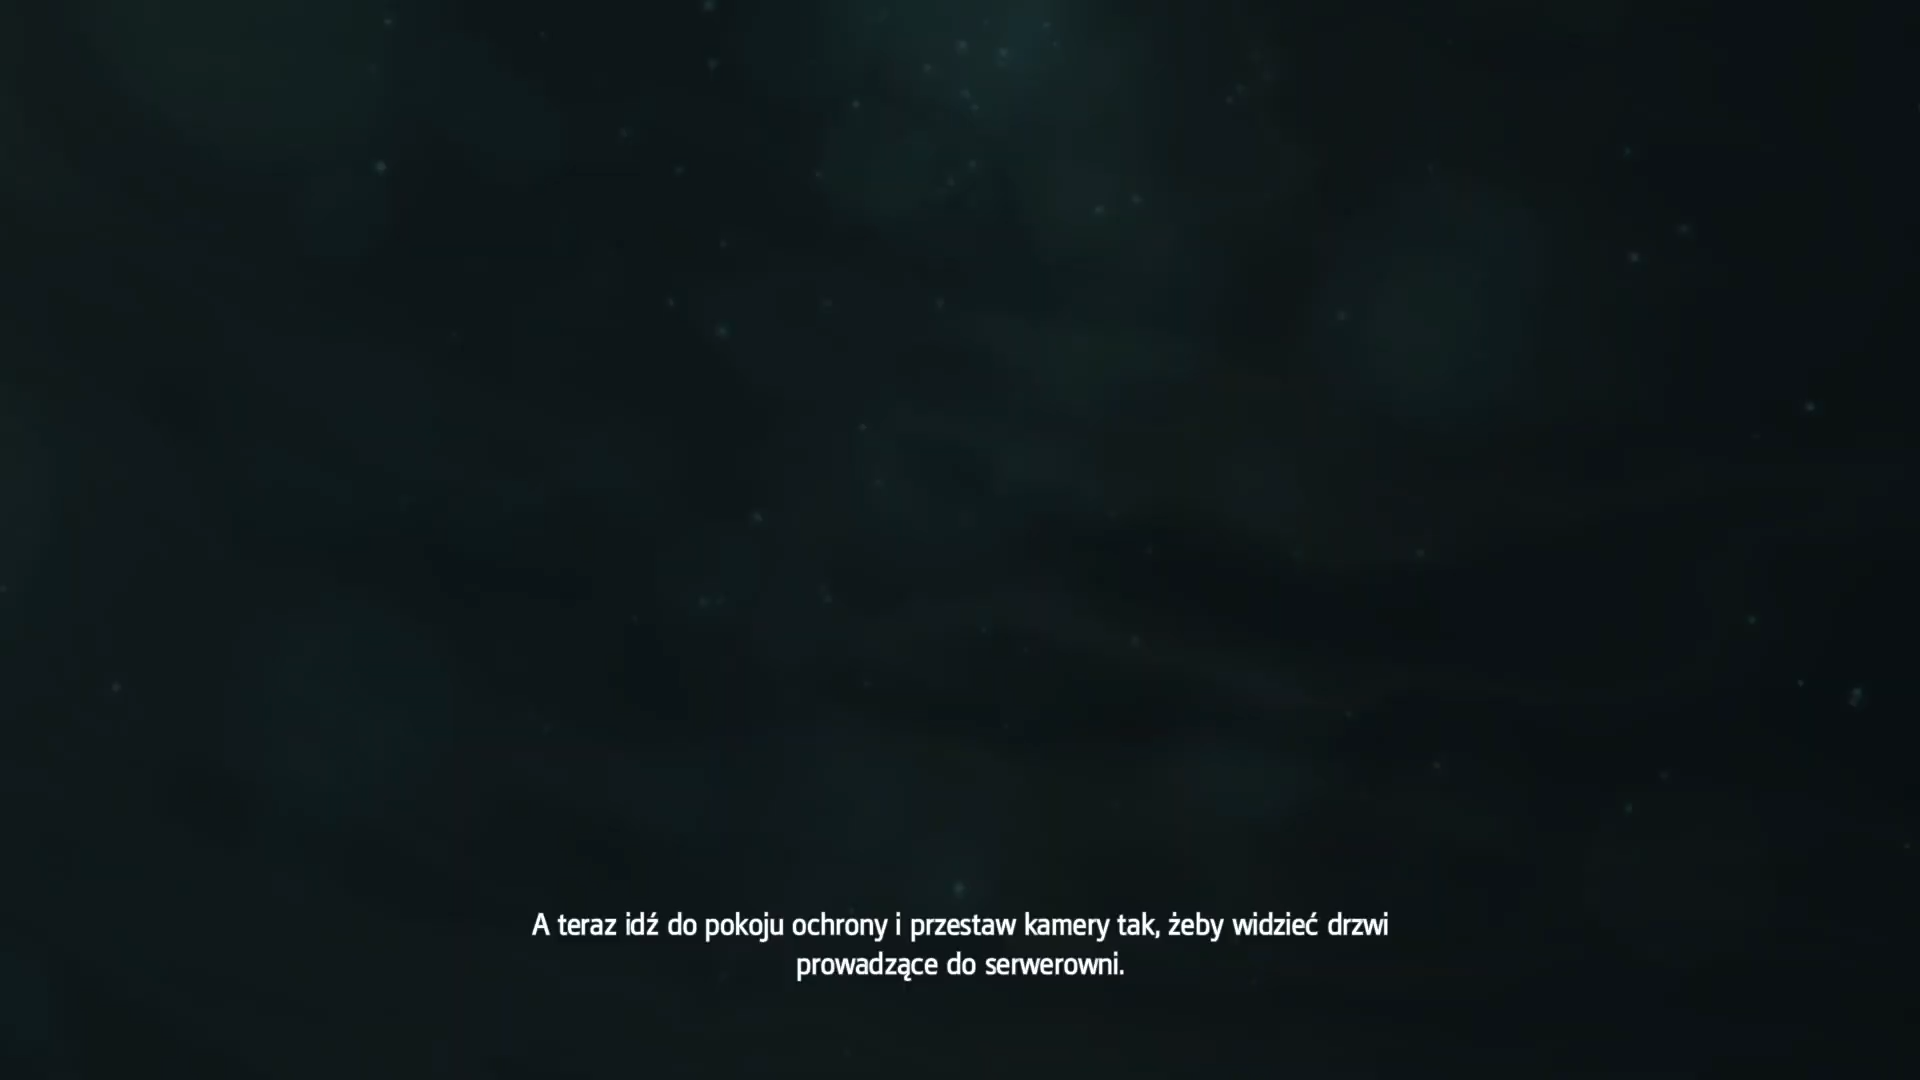 A teraz idź do pokoju ochrony i przestaw kamery tak, żeby widzieć drzwi
prowadzące do serwerowni.